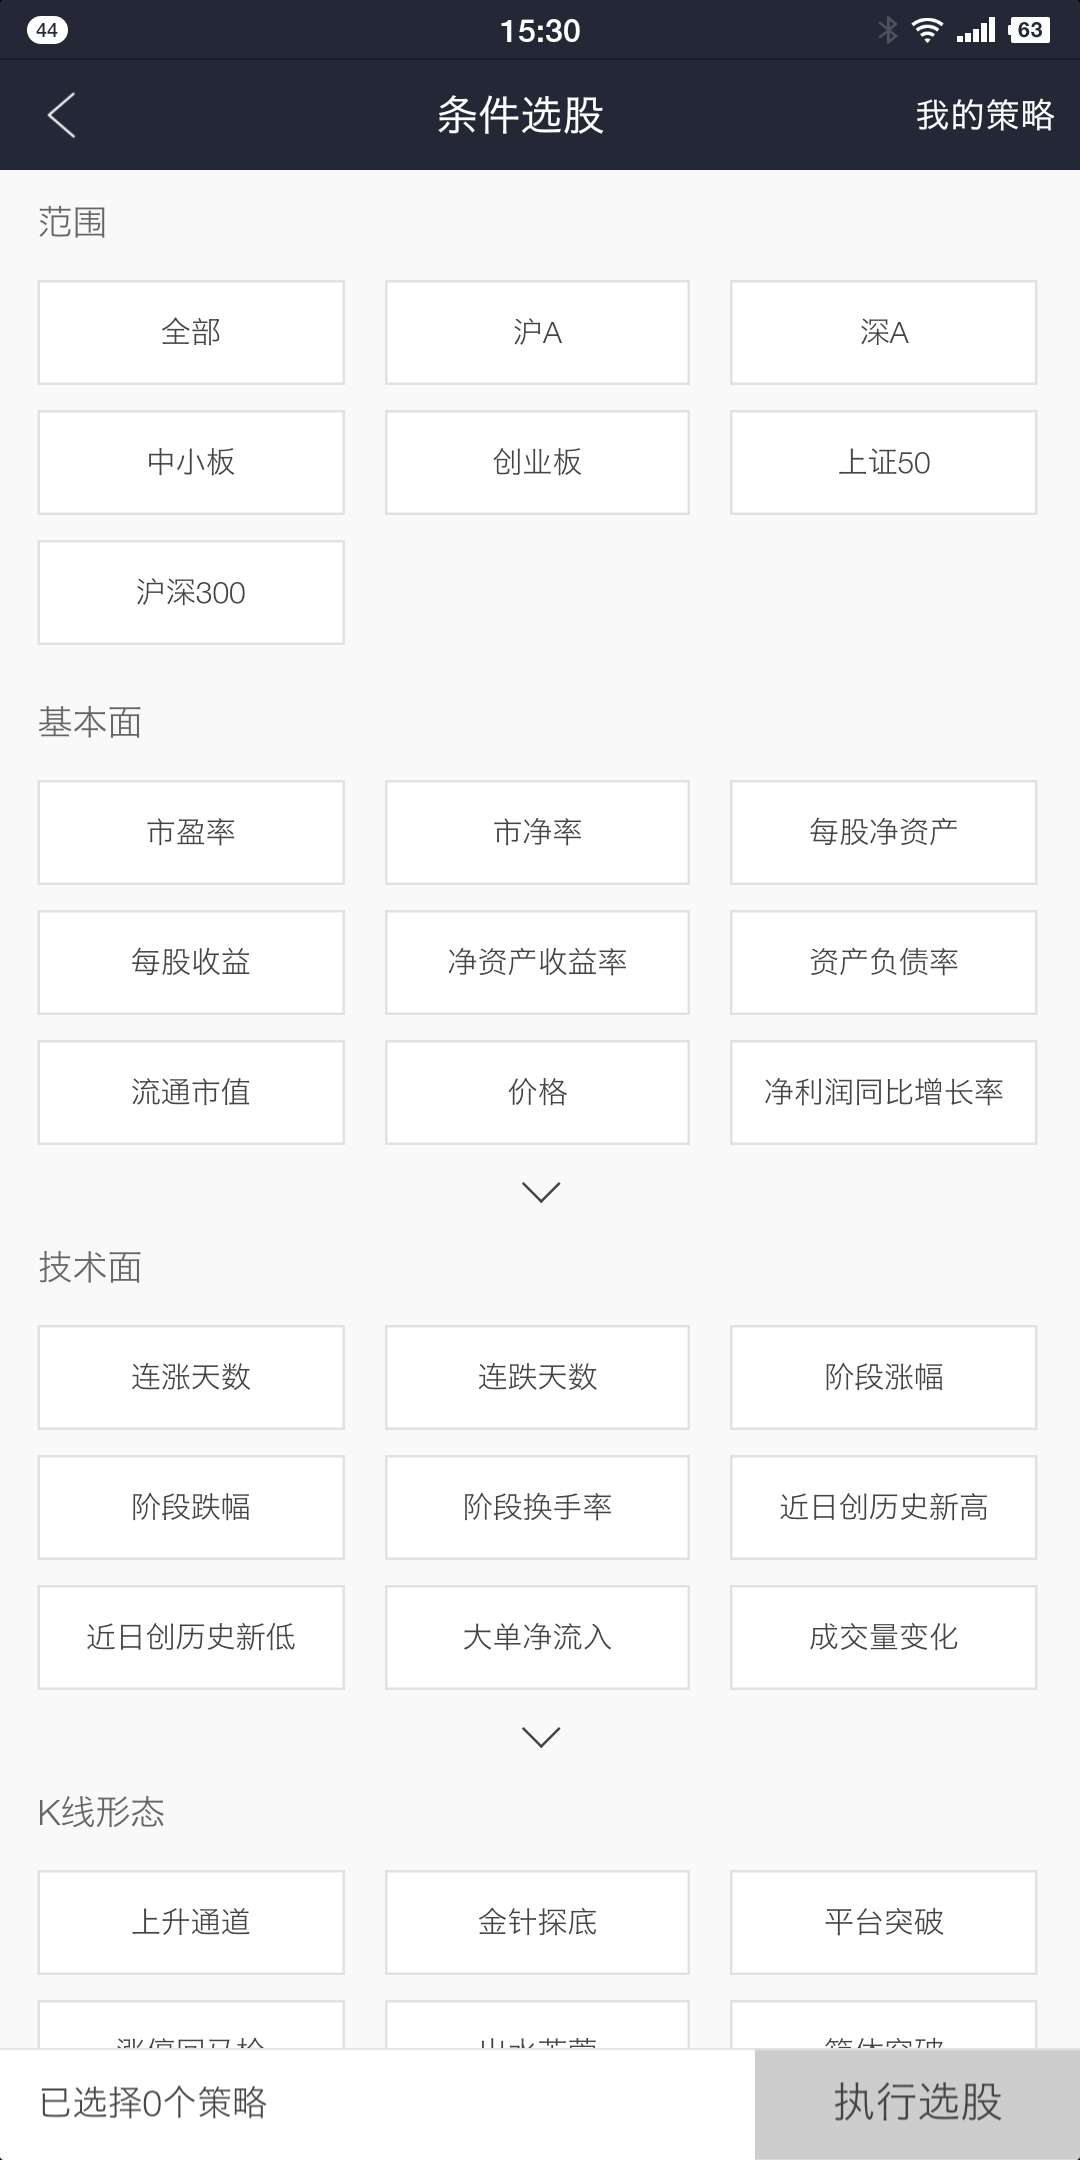 44 15:30 63
条件选股 我的策略
范围
全部 沪A 深A
中小板 创业板 上证50
沪深300
基本面
市盈率 市净率 每股净资产
每股收益 净资产收益率 资产负债率
流通市值 价格 净利润同比增长率
技术面
连涨天数 连跌天数 阶段涨幅
阶段跌幅 阶段换手率 近日创历史新高
近日创历史新低 大单净流入 成交量变化
K线形态
上升通道 金针探底 平台突破
已选择0个策略 执行选股